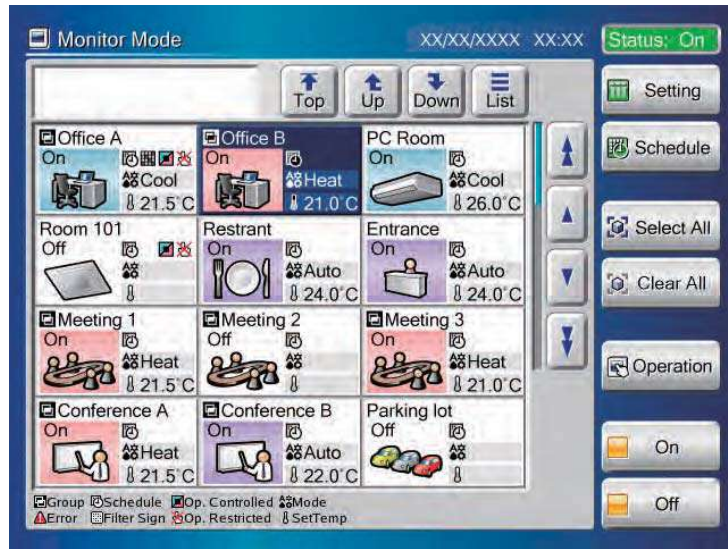 Monitor Mode XX/XX/XXXX XX:XX Status: On
Top Up Down List
Setting
Schedule
Select All
Clear All
Operation
On
Off
Office A
On
Cool
21.5°C
Office B
On
Heat
21.0°C
PC Room
On
Cool
26.0°C
Room 101
Off
Restrant
On
Auto
24.0°C
Entrance
On
Auto
24.0°C
Meeting 1
On
Heat
21.5°C
Meeting 2
Off
Meeting 3
On
Heat
21.0°C
Conference A
On
Heat
21.5°C
Conference B
On
Auto
22.0°C
Parking lot
Off
Group Schedule Op. Controlled Mode
Error Filter Sign Op. Restricted SetTemp